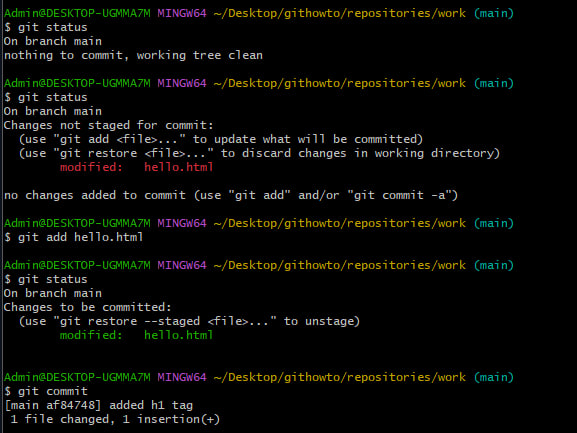 Admin@DESKTOP-UGMMA7M MINGW64 ~/Desktop/githowto/repositories/work (main)
$ git status
On branch main
nothing to commit, working tree clean
Admin@DESKTOP-UGMMA7M MINGW64 ~/Desktop/githowto/repositories/work (main)
$ git status
On branch main
Changes not staged for commit:
  (use "git add <file>..." to update what will be committed)
  (use "git restore <file>..." to discard changes in working directory)
        modified:   hello.html
no changes added to commit (use "git add" and/or "git commit -a")
Admin@DESKTOP-UGMMA7M MINGW64 ~/Desktop/githowto/repositories/work (main)
$ git add hello.html
Admin@DESKTOP-UGMMA7M MINGW64 ~/Desktop/githowto/repositories/work (main)
$ git status
On branch main
Changes to be committed:
  (use "git restore --staged <file>..." to unstage)
        modified:   hello.html
Admin@DESKTOP-UGMMA7M MINGW64 ~/Desktop/githowto/repositories/work (main)
$ git commit
[main af84748] added h1 tag
 1 file changed, 1 insertion(+)